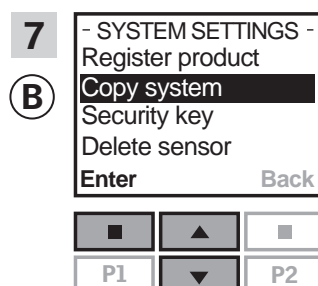 7
B
- SYSTEM SETTINGS -
Register product
Copy system
Security key
Delete sensor
Enter Back
P1 P2